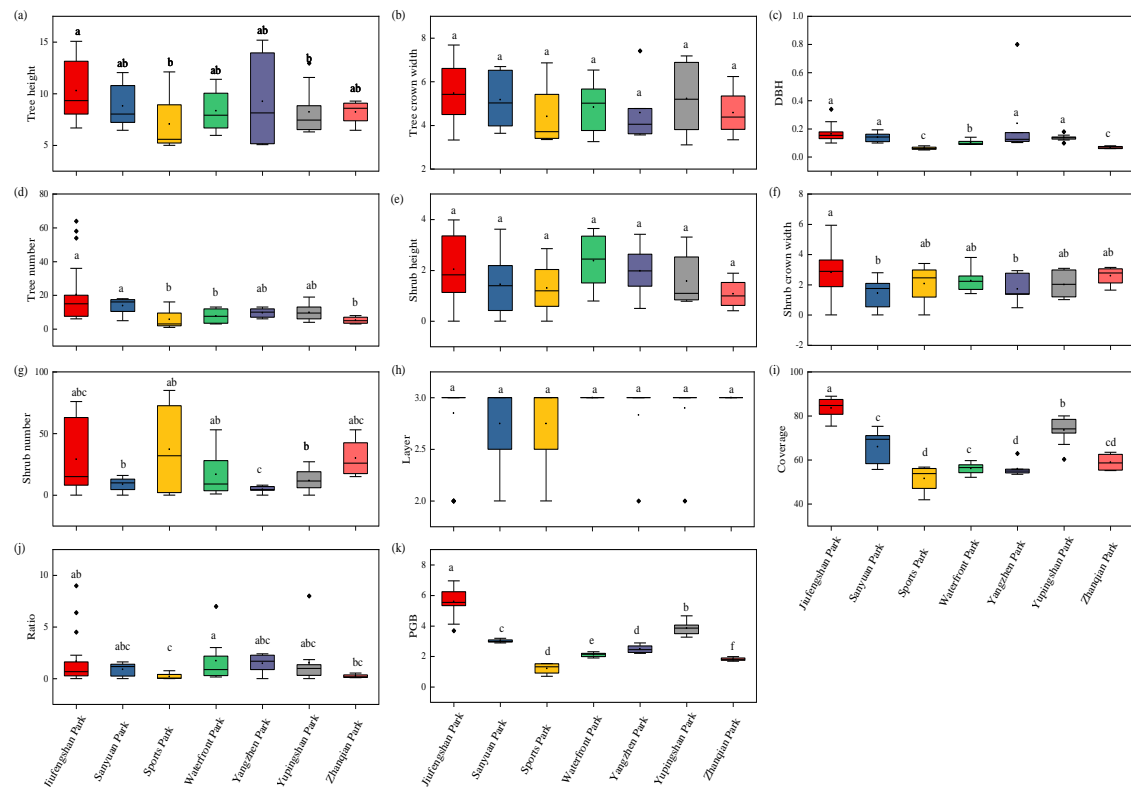 (a)
Tree height
15
10
5
a
ab
b
ab
ab
b
ab
(b)
Tree crown width
8
6
4
2
a
a
a
a
a
a
a
(c)
DBH
1.0
0.8
0.6
0.4
0.2
0.0
a
a
c
b
a
a
c
(d)
Tree number
80
60
40
20
0
a
a
b
b
ab
ab
b
(e)
Shrub height
4
2
0
a
a
a
a
a
a
a
(f)
Shrub crown width
8
6
4
2
0
-2
a
b
ab
ab
b
ab
ab
(g)
Shrub number
100
50
0
abc
b
ab
ab
c
b
abc
(h)
Layer
3.0
2.5
2.0
a
a
a
a
a
a
a
(i)
Coverage
80
60
40
a
c
d
c
d
b
cd
Jiufengshan Park
Sanyuan Park
Sports Park
Waterfront Park
Yangzhen Park
Yupingshan Park
Zhanqian Park
(j)
Ratio
10
5
0
ab
abc
c
a
abc
abc
bc
Jiufengshan Park
Sanyuan Park
Sports Park
Waterfront Park
Yangzhen Park
Yupingshan Park
Zhanqian Park
(k)
PGB
8
6
4
2
0
a
c
d
e
d
b
f
Jiufengshan Park
Sanyuan Park
Sports Park
Waterfront Park
Yangzhen Park
Yupingshan Park
Zhanqian Park